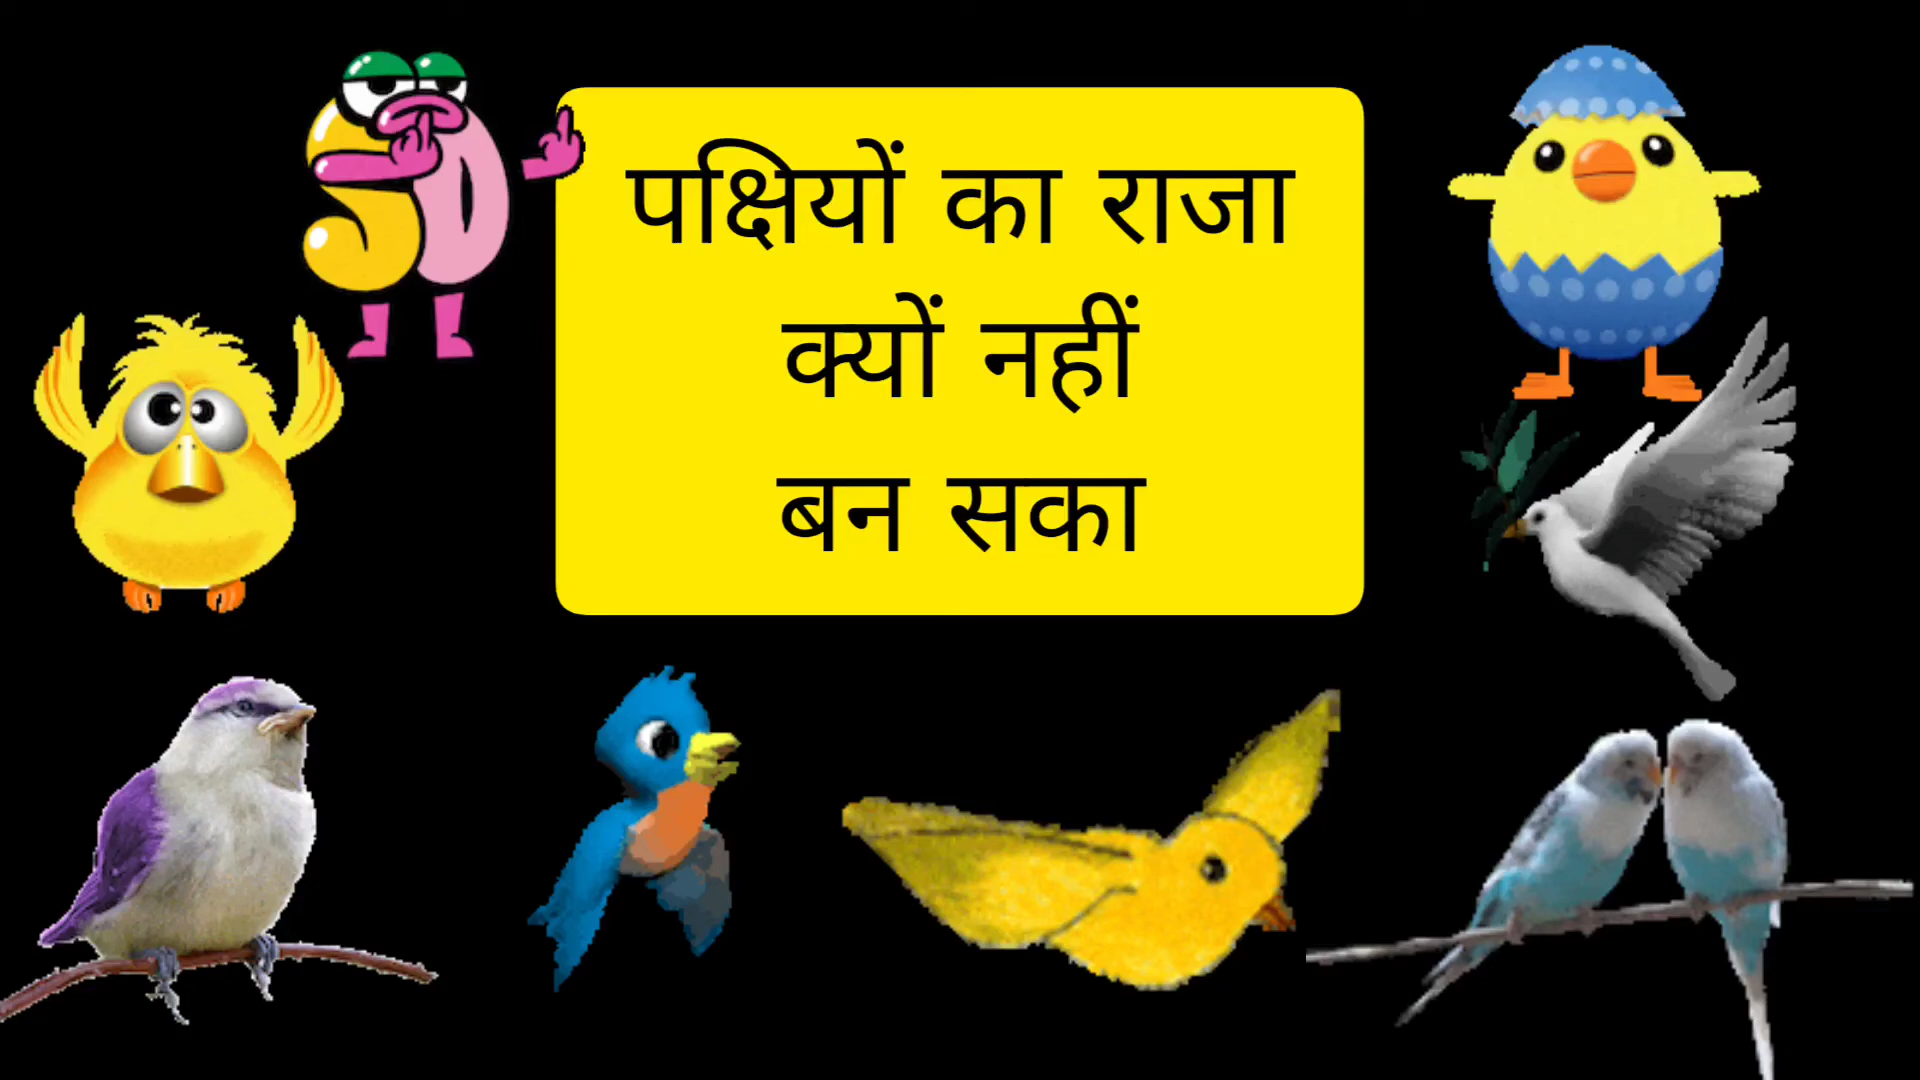 पक्षियों का राजा
क्यों नहीं
बन सका